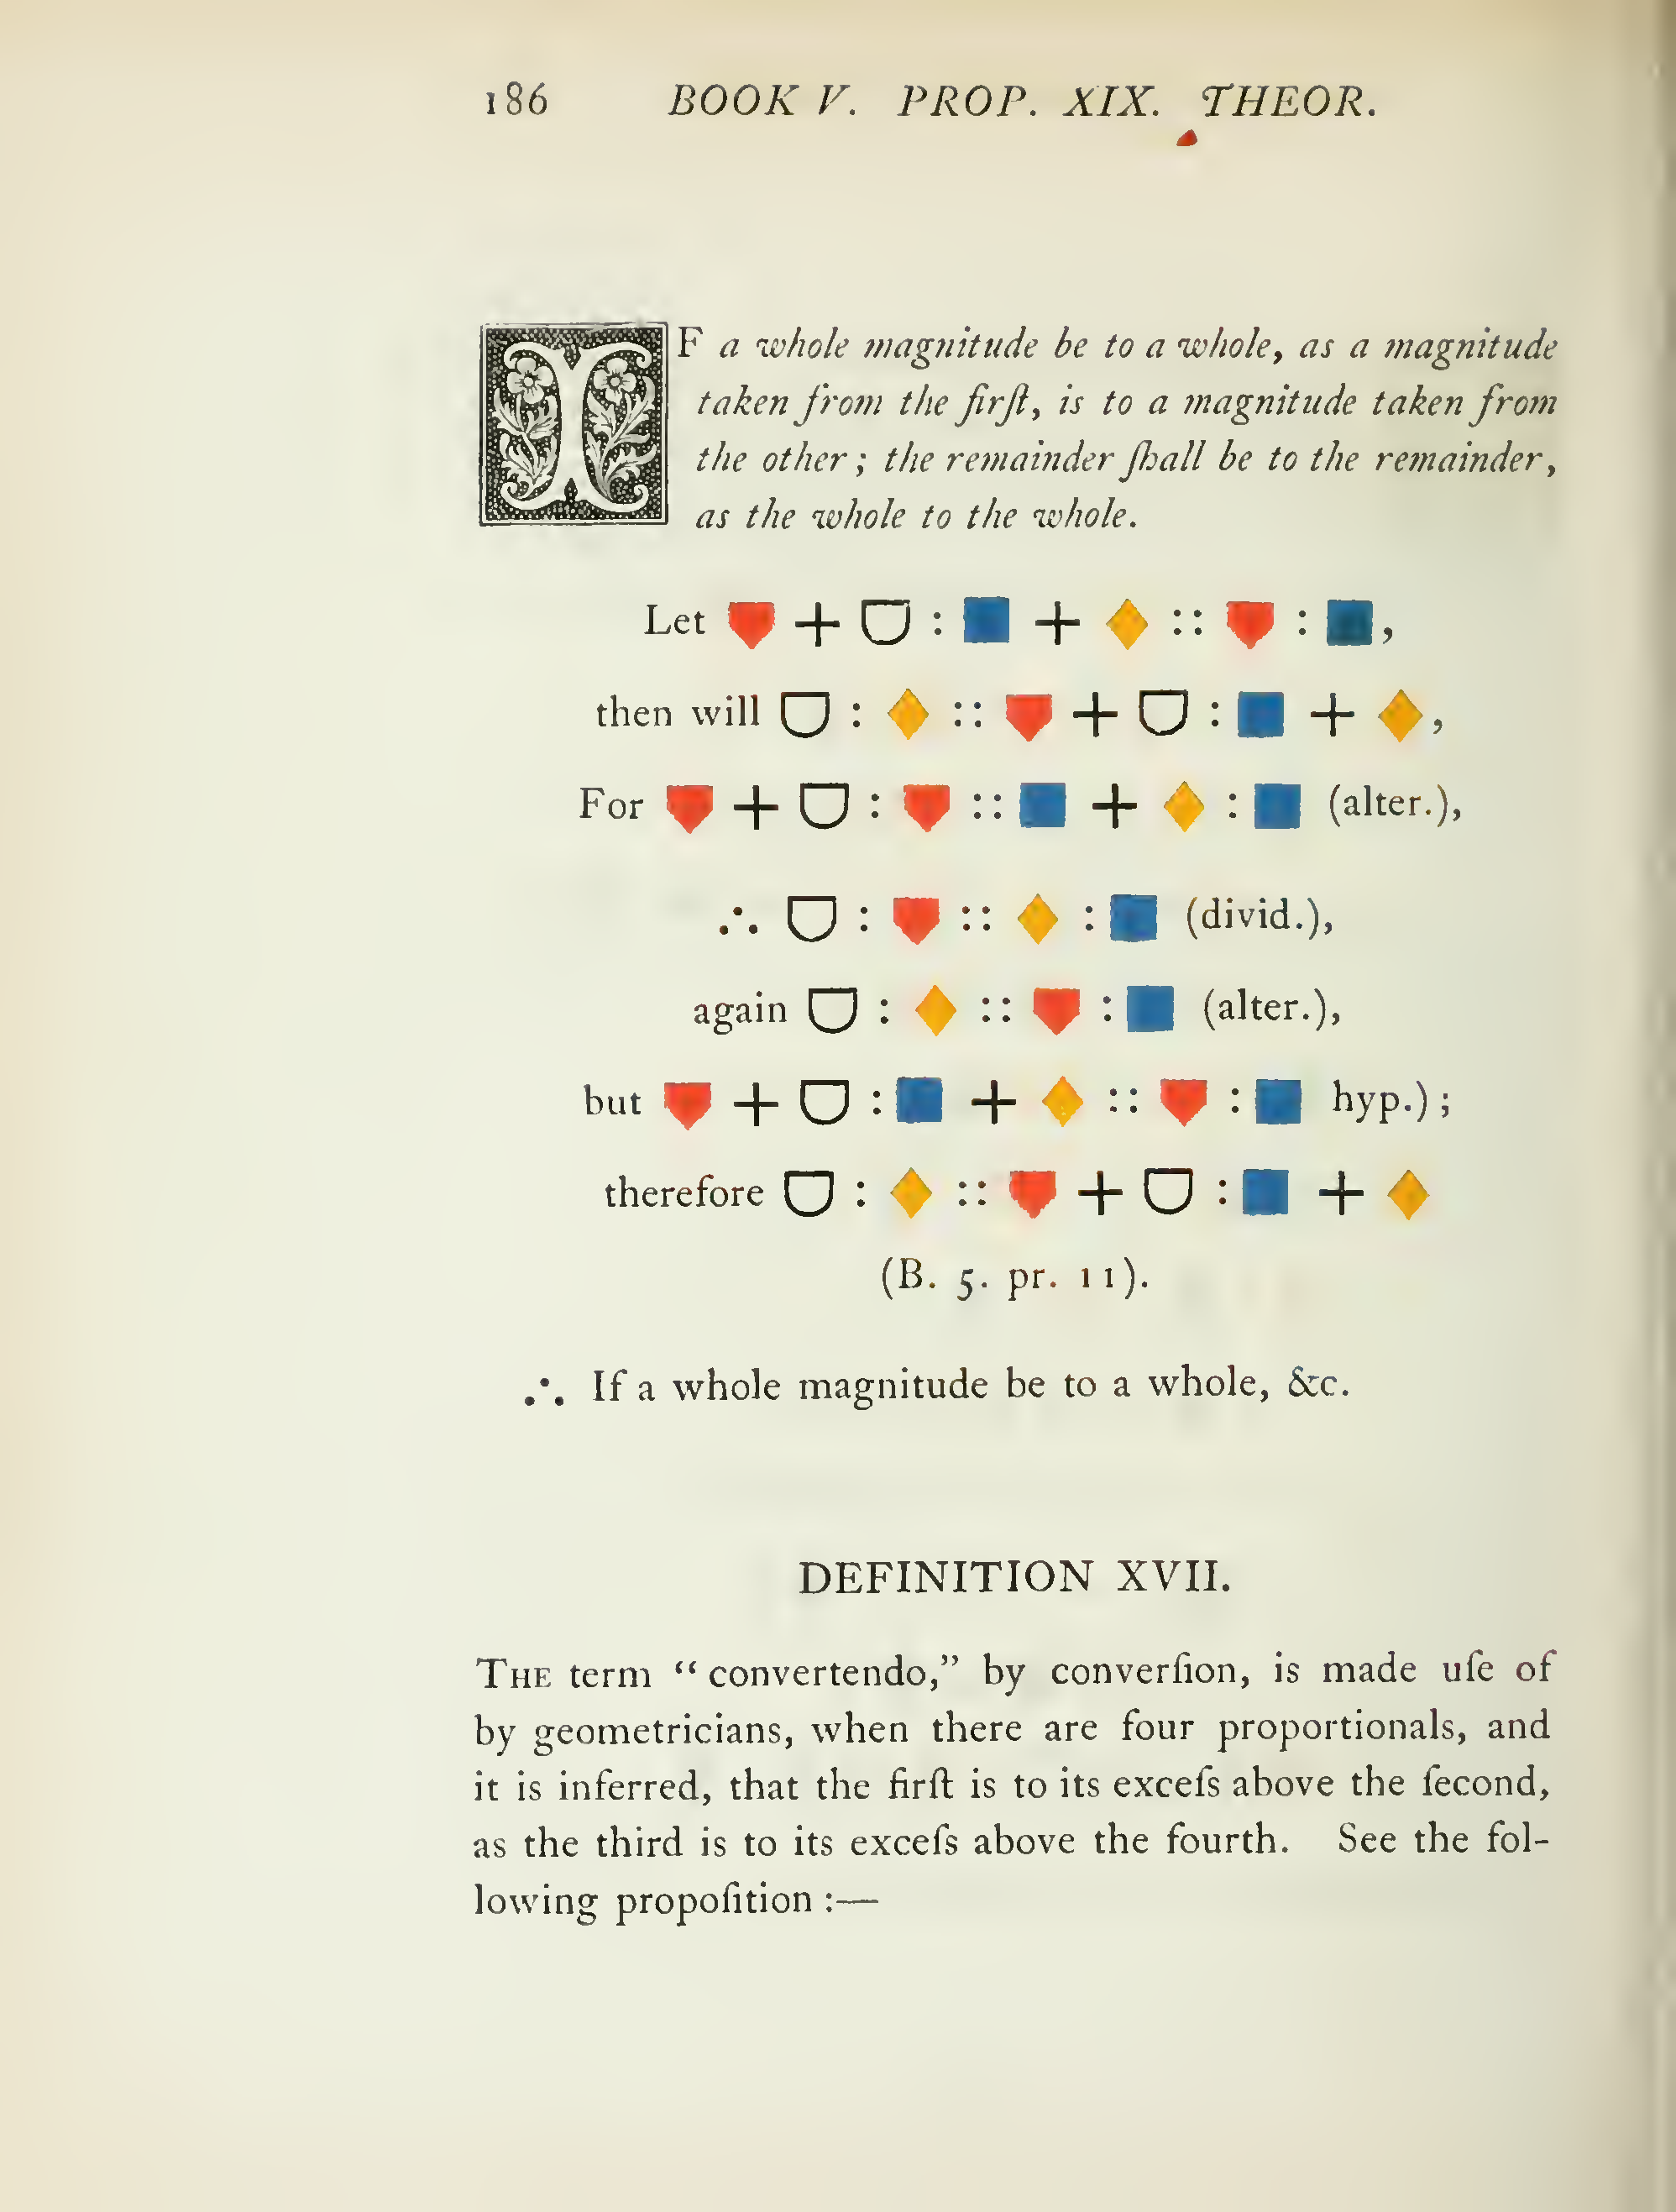 186 BOOK V. PROP. XIX. THEOR.
IF a whole magnitude be to a whole, as a magnitude
taken from the firſt, is to a magnitude taken from
the other; the remainder ſhall be to the remainder,
as the whole to the whole.
Let + : + :: : ,
then will : :: + : + ,
For + : :: + : (alter.),
∴ : :: : (divid.),
again : :: : (alter.),
but + : + :: : hyp.);
therefore : :: + : +
(B. 5. pr. 11).
∴ If a whole magnitude be to a whole, &c.
DEFINITION XVII.
THE term “convertendo,” by converſion, is made uſe of
by geometricians, when there are four proportionals, and
it is inferred, that the firſt is to its exceſs above the ſecond,
as the third is to its exceſs above the fourth. See the fol-
lowing propoſition :—